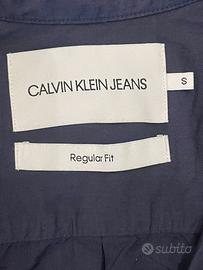 CALVIN KLEIN JEANS
S
Regular Fit
subito